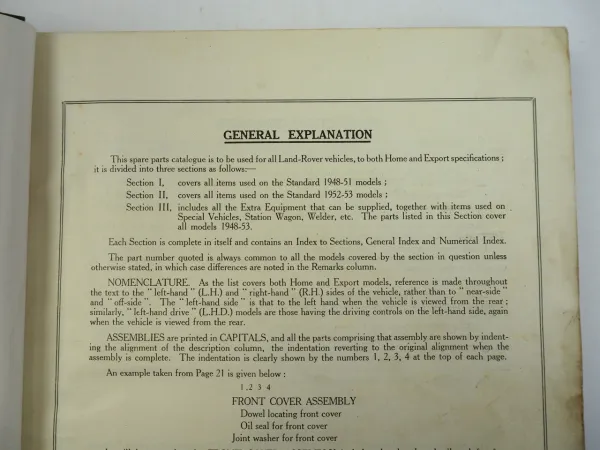 GENERAL EXPLANATION
This spare parts catalogue is to be used for all Land-Rover vehicles, to both Home and Export specifications ;
it is divided into three sections as follows:—
Section I, covers all items used on the Standard 1948-51 models ;
Section II, covers all items used on the Standard 1952-53 models ;
Section III, includes all the Extra Equipment that can be supplied, together with items used on
Special Vehicles, Station Wagon, Welder, etc. The parts listed in this Section cover
all models 1948-53.
Each Section is complete in itself and contains an Index to Sections, General Index and Numerical Index.
The part number quoted is always common to all the models covered by the section in question unless
otherwise stated, in which case differences are noted in the Remarks column.
NOMENCLATURE. As the list covers both Home and Export models, reference is made throughout
the text to the “ left-hand ” (L.H.) and “ right-hand ” (R.H.) sides of the vehicle, rather than to “ near-side ”
and “ off-side ”. The “ left-hand side ” is that to the left hand when the vehicle is viewed from the rear ;
similarly, “ left-hand drive ” (L.H.D.) models are those having the driving controls on the left-hand side, again
when the vehicle is viewed from the rear.
ASSEMBLIES are printed in CAPITALS, and all the parts comprising that assembly are shown by indent-
ing the alignment of the description column, the indentation reverting to the original alignment when the
assembly is complete. The indentation is clearly shown by the numbers 1, 2, 3, 4 at the top of each page.
An example taken from Page 21 is given below :
1 2 3 4
FRONT COVER ASSEMBLY
Dowel locating front cover
Oil seal for front cover
Joint washer for front cover